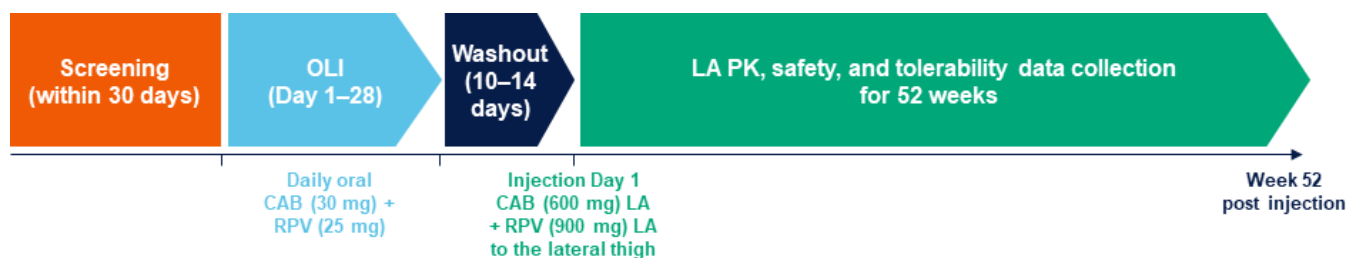 Screening
(within 30 days)
OLI
(Day 1–28)
Washout
(10–14
days)
LA PK, safety, and tolerability data collection
for 52 weeks
Daily oral
CAB (30 mg) +
RPV (25 mg)
Injection Day 1
CAB (600 mg) LA
+ RPV (900 mg) LA
to the lateral thigh
Week 52
post injection